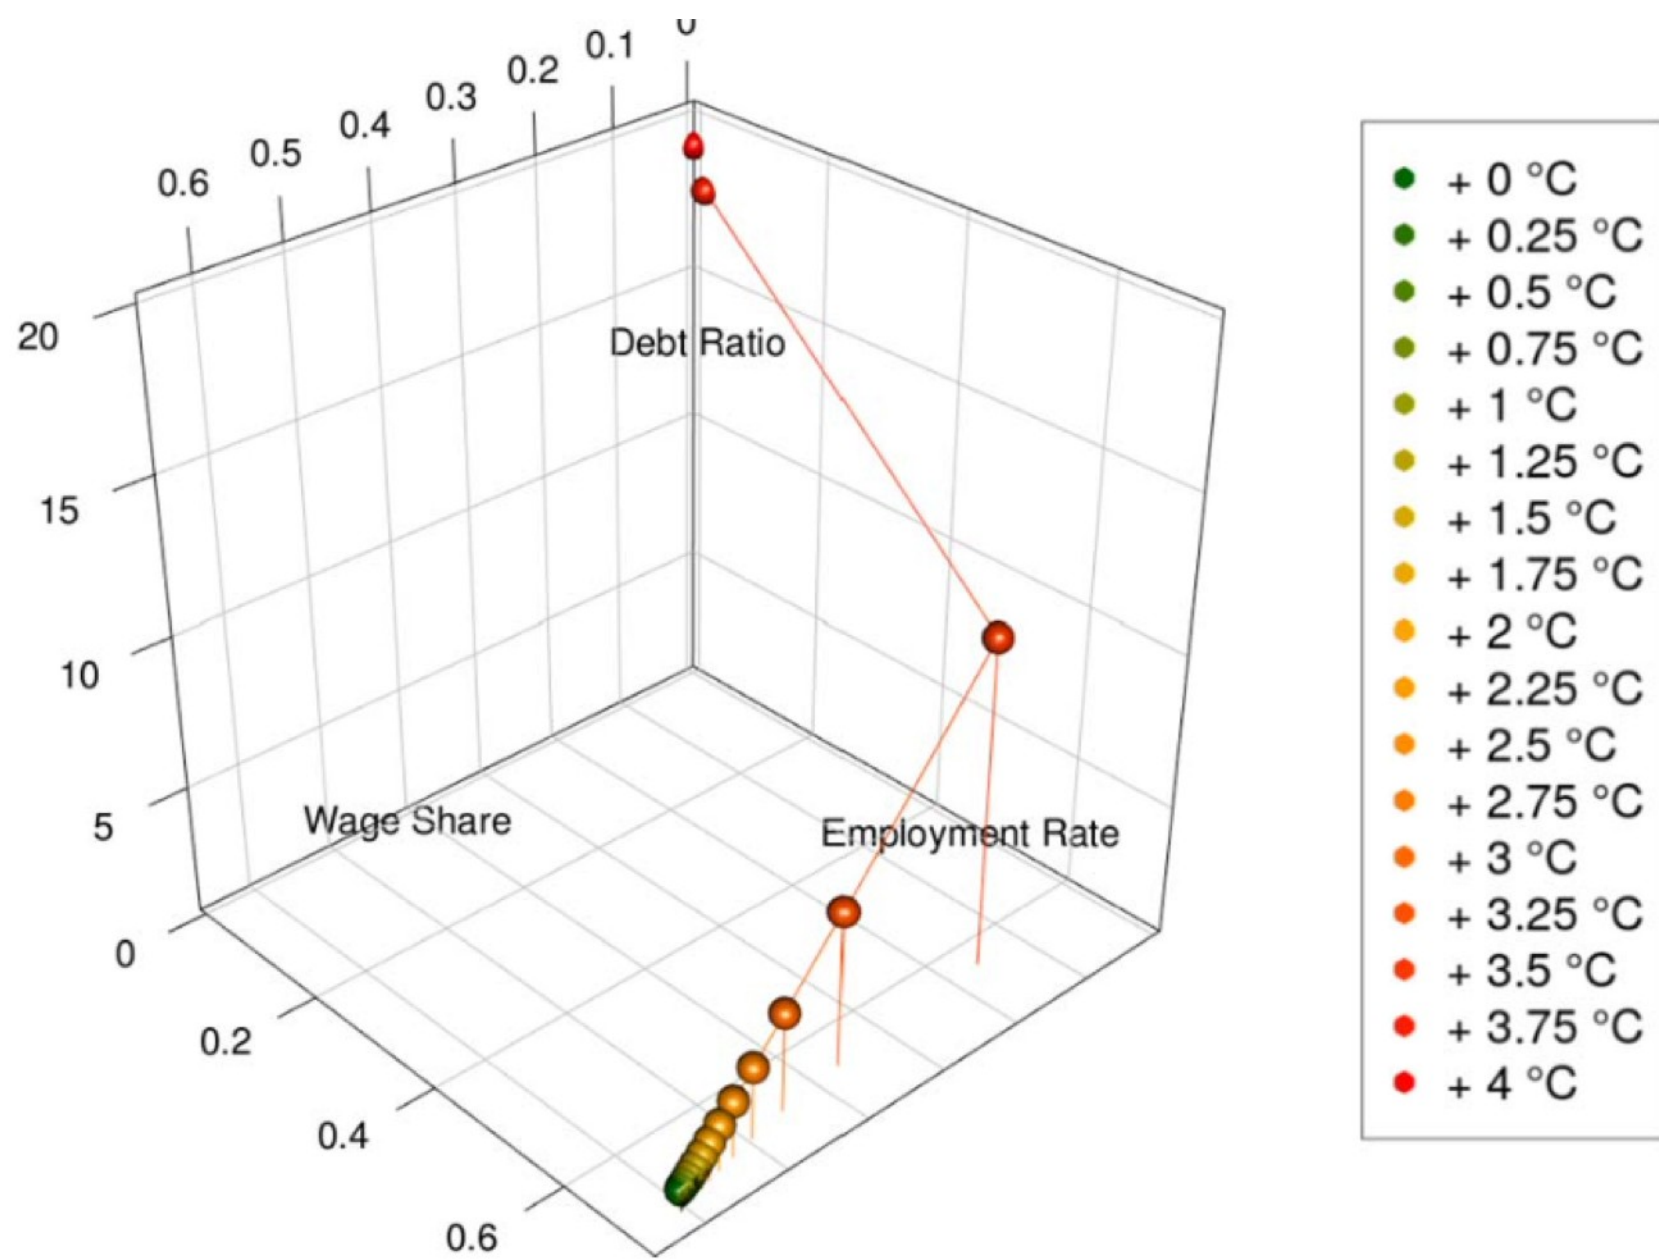 0
0.1
0.2
0.3
0.4
0.5
0.6
20
15
10
5
0
0.2
0.4
0.6
Debt Ratio
Wage Share
Employment Rate
+ 0 °C
+ 0.25 °C
+ 0.5 °C
+ 0.75 °C
+ 1 °C
+ 1.25 °C
+ 1.5 °C
+ 1.75 °C
+ 2 °C
+ 2.25 °C
+ 2.5 °C
+ 2.75 °C
+ 3 °C
+ 3.25 °C
+ 3.5 °C
+ 3.75 °C
+ 4 °C